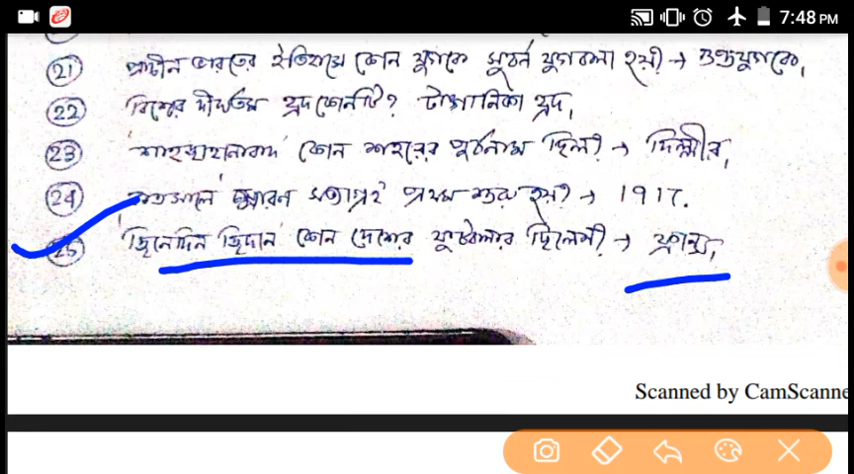 7:48 PM
(21) প্রাচীন ভারতের ইতিহাসে কোন যুগকে সুবর্ন যুগ বলা হয়? → গুপ্তযুগকে,
(22) বিশ্বের দীর্ঘতম হ্রদ কোনটি? টাঙ্গানিকা হ্রদ,
(23) 'শাহজাহানাবাদ' কোন শহরের পূর্বনাম ছিল? → দিল্লীর,
(24) কত সালে চম্পারণ সত্যাগ্রহ প্রথম শুরু হয়? → 1917.
(25) 'জিনেদিন জিদান' কোন দেশের ফুটবলার ছিলেন? → ফ্রান্স,
Scanned by CamScanne